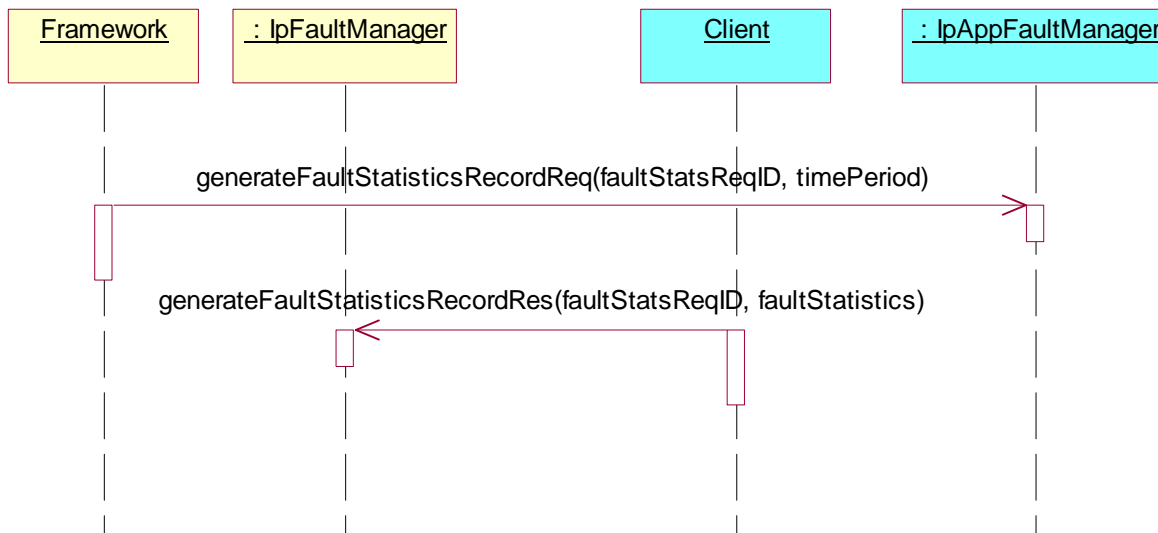 Framework
: IpFaultManager
Client
: IpAppFaultManager
generateFaultStatisticsRecordReq(faultStatsReqID, timePeriod)
generateFaultStatisticsRecordRes(faultStatsReqID, faultStatistics)